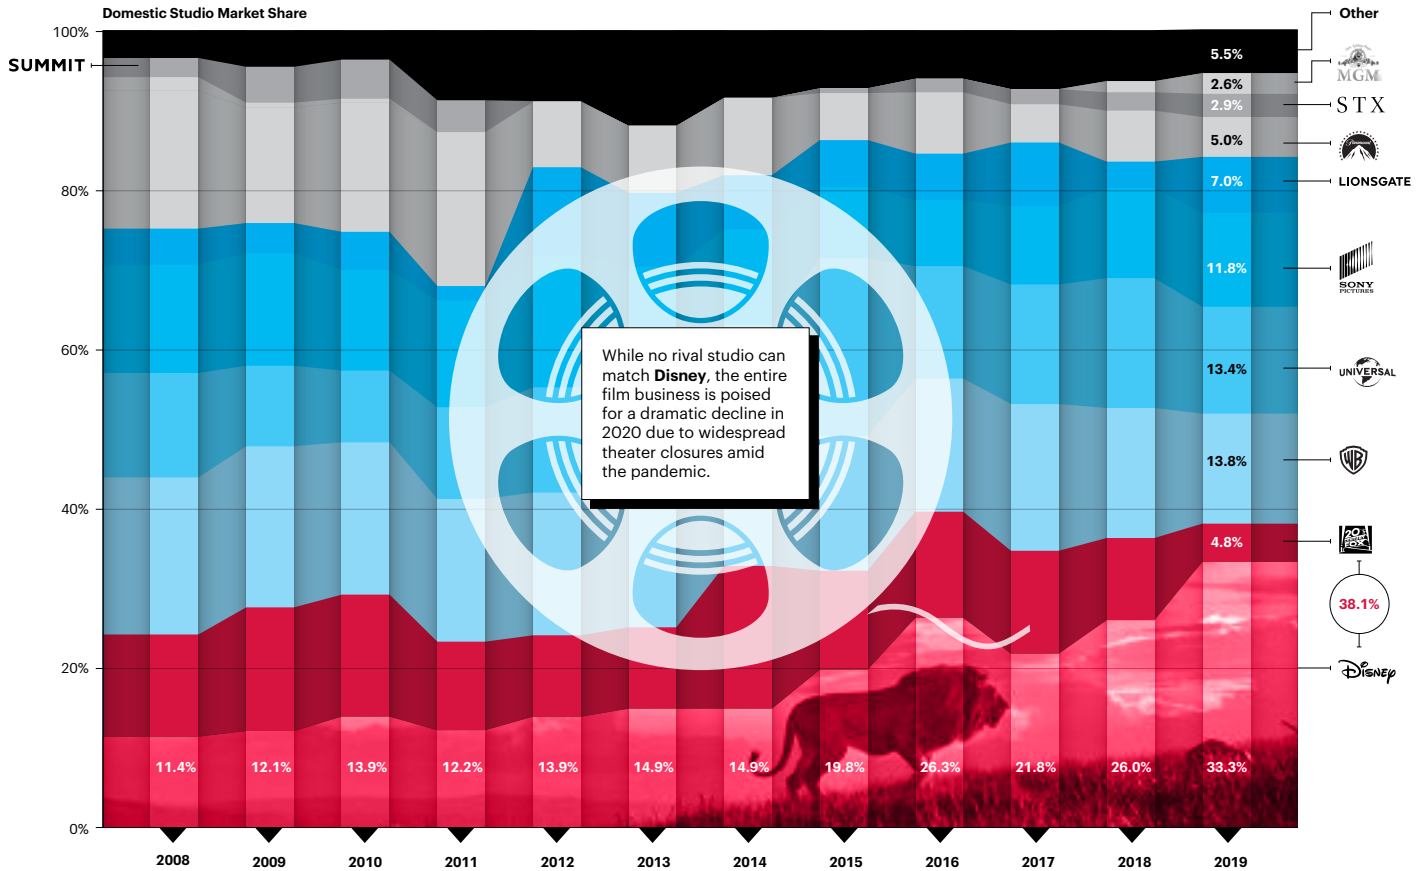 Domestic Studio Market Share
100%
SUMMIT
80%
60%
40%
20%
0%
While no rival studio can
match Disney, the entire
film business is poised
for a dramatic decline in
2020 due to widespread
theater closures amid
the pandemic.
5.5%
2.6%
2.9%
5.0%
7.0%
11.8%
13.4%
13.8%
4.8%
Other
MGM
STX
Paramount
LIONSGATE
SONY
PICTURES
UNIVERSAL
WB
20
CENTURY
FOX
38.1%
Disney
11.4%
12.1%
13.9%
12.2%
13.9%
14.9%
14.9%
19.8%
26.3%
21.8%
26.0%
33.3%
2008
2009
2010
2011
2012
2013
2014
2015
2016
2017
2018
2019